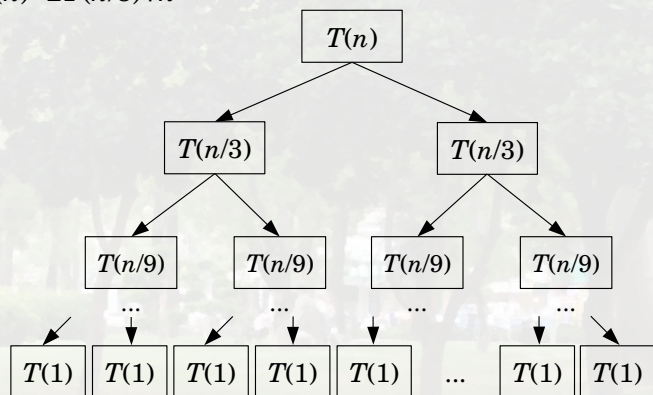 T(n)
T(n/3) T(n/3)
T(n/9) T(n/9) T(n/9) T(n/9)
... ... ... ...
T(1) T(1) T(1) T(1) T(1) ... T(1) T(1)